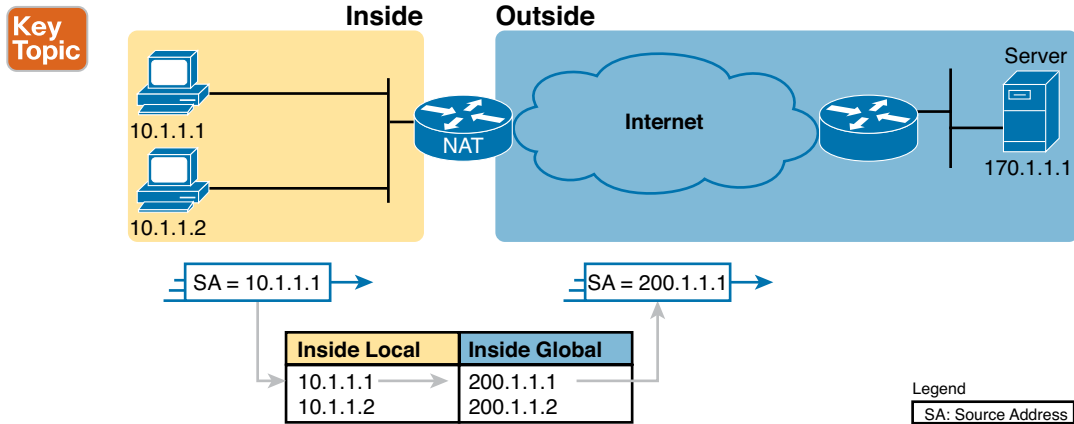 Key
Topic
Inside
Outside
10.1.1.1
10.1.1.2
NAT
Internet
Server
170.1.1.1
SA = 10.1.1.1
SA = 200.1.1.1
Inside Local
Inside Global
10.1.1.1
200.1.1.1
10.1.1.2
200.1.1.2
Legend
SA: Source Address